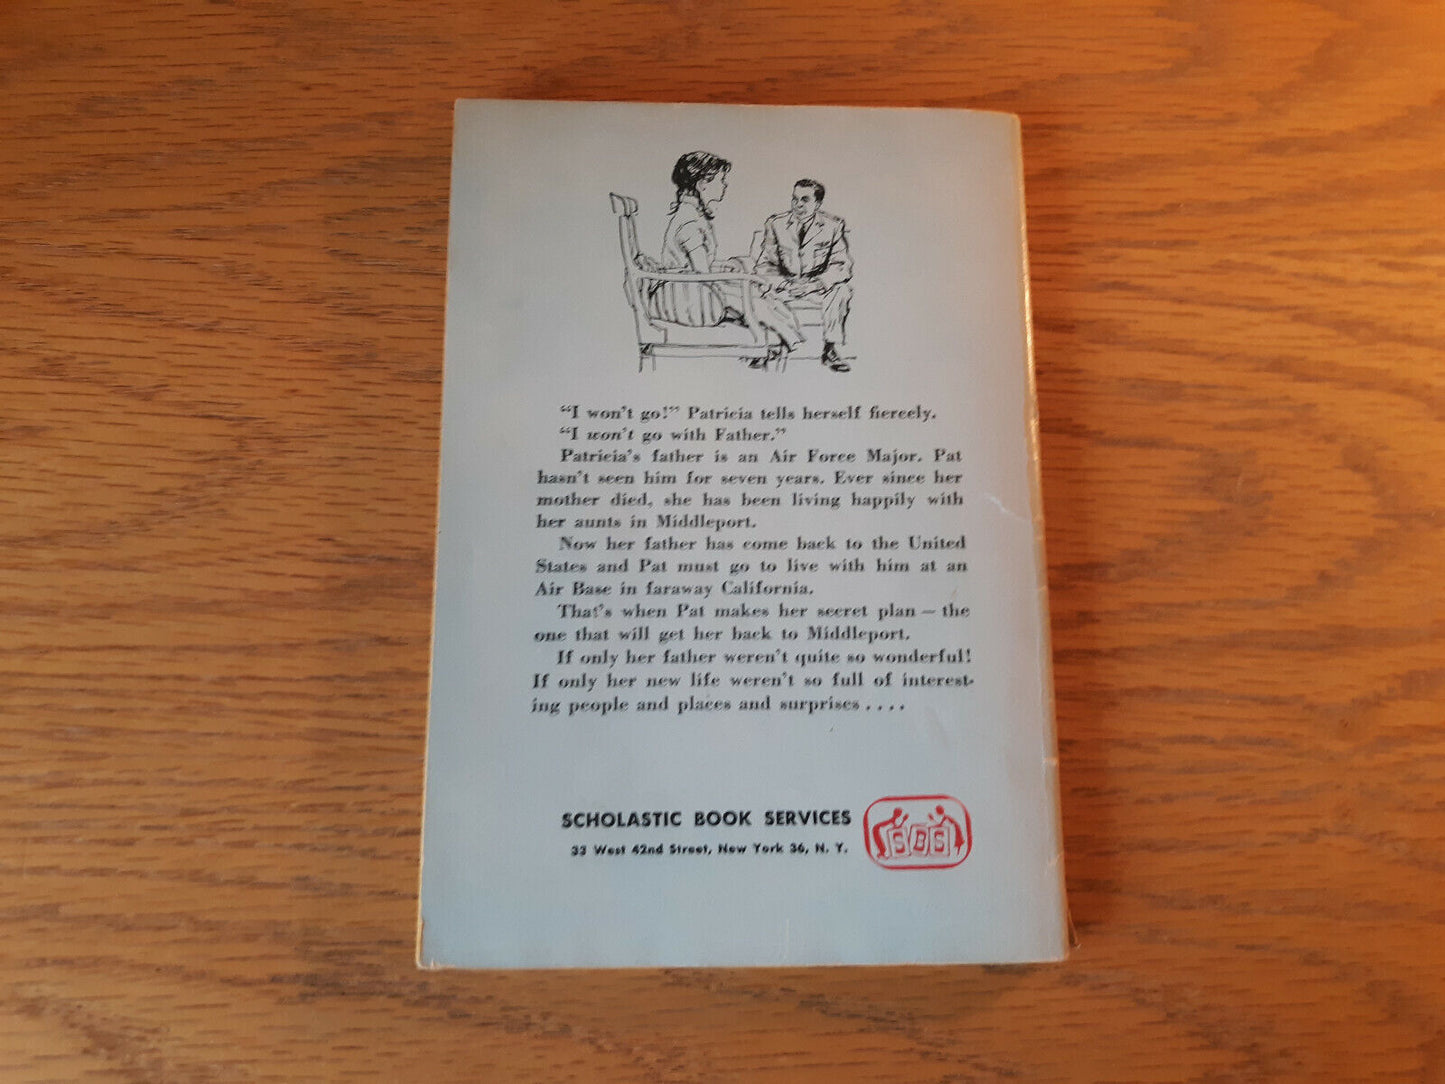 “I won't go!” Patricia tells herself fiercely.
“I won't go with Father.”
Patricia's father is an Air Force Major. Pat
hasn't seen him for seven years. Ever since her
mother died, she has been living happily with
her aunts in Middleport.
Now her father has come back to the United
States and Pat must go to live with him at an
Air Base in faraway California.
That's when Pat makes her secret plan — the
one that will get her back to Middleport.
If only her father weren't quite so wonderful!
If only her new life weren't so full of interest-
ing people and places and surprises . . . .
SCHOLASTIC BOOK SERVICES
33 West 42nd Street, New York 36, N. Y.
SBS